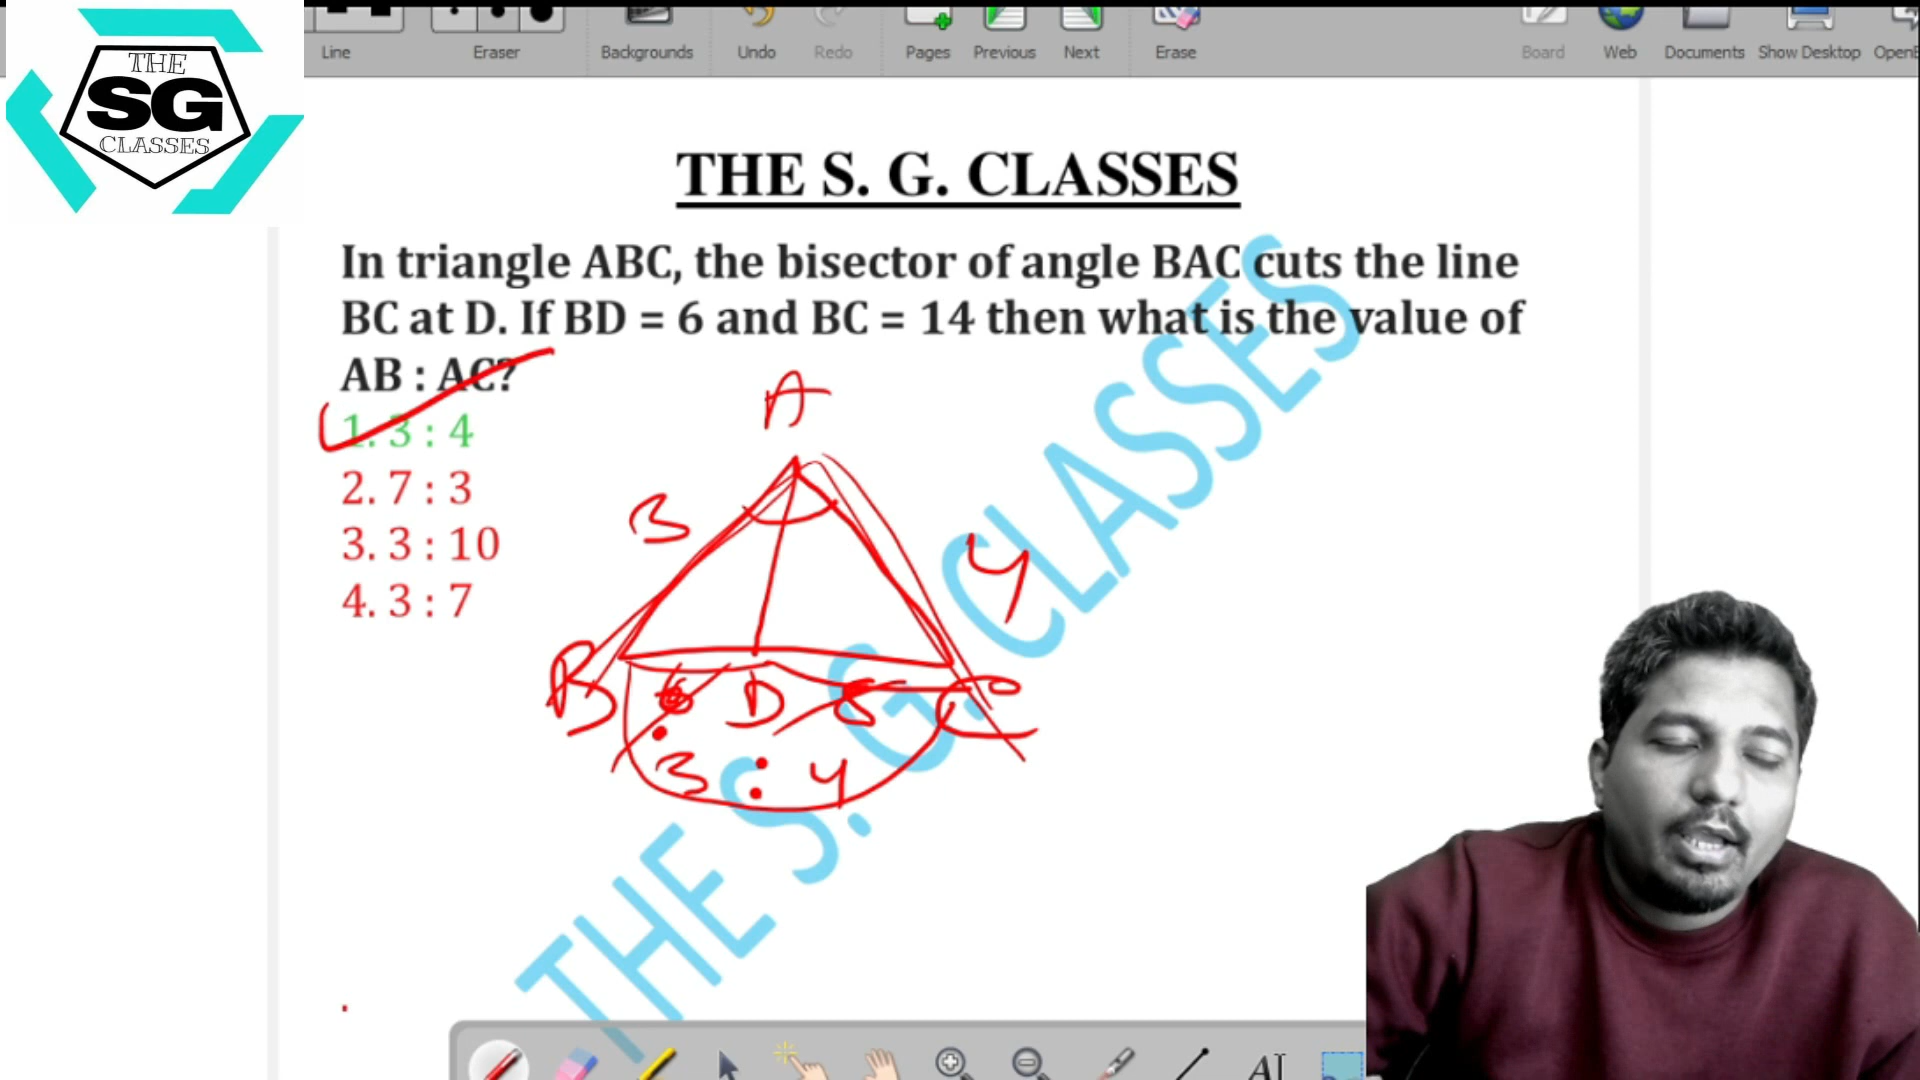 THE
SG
CLASSES
Line
Eraser
Backgrounds
Undo
Redo
Pages
Previous
Next
Erase
Board
Web
Documents
Show Desktop
THE S. G. CLASSES
In triangle ABC, the bisector of angle BAC cuts the line
BC at D. If BD = 6 and BC = 14 then what is the value of
AB : AC?
1. 3 : 4
2. 7 : 3
3. 3 : 10
4. 3 : 7
A
3
4
B
6
D
8
C
3 : 4
THE S. G. CLASSES
AI